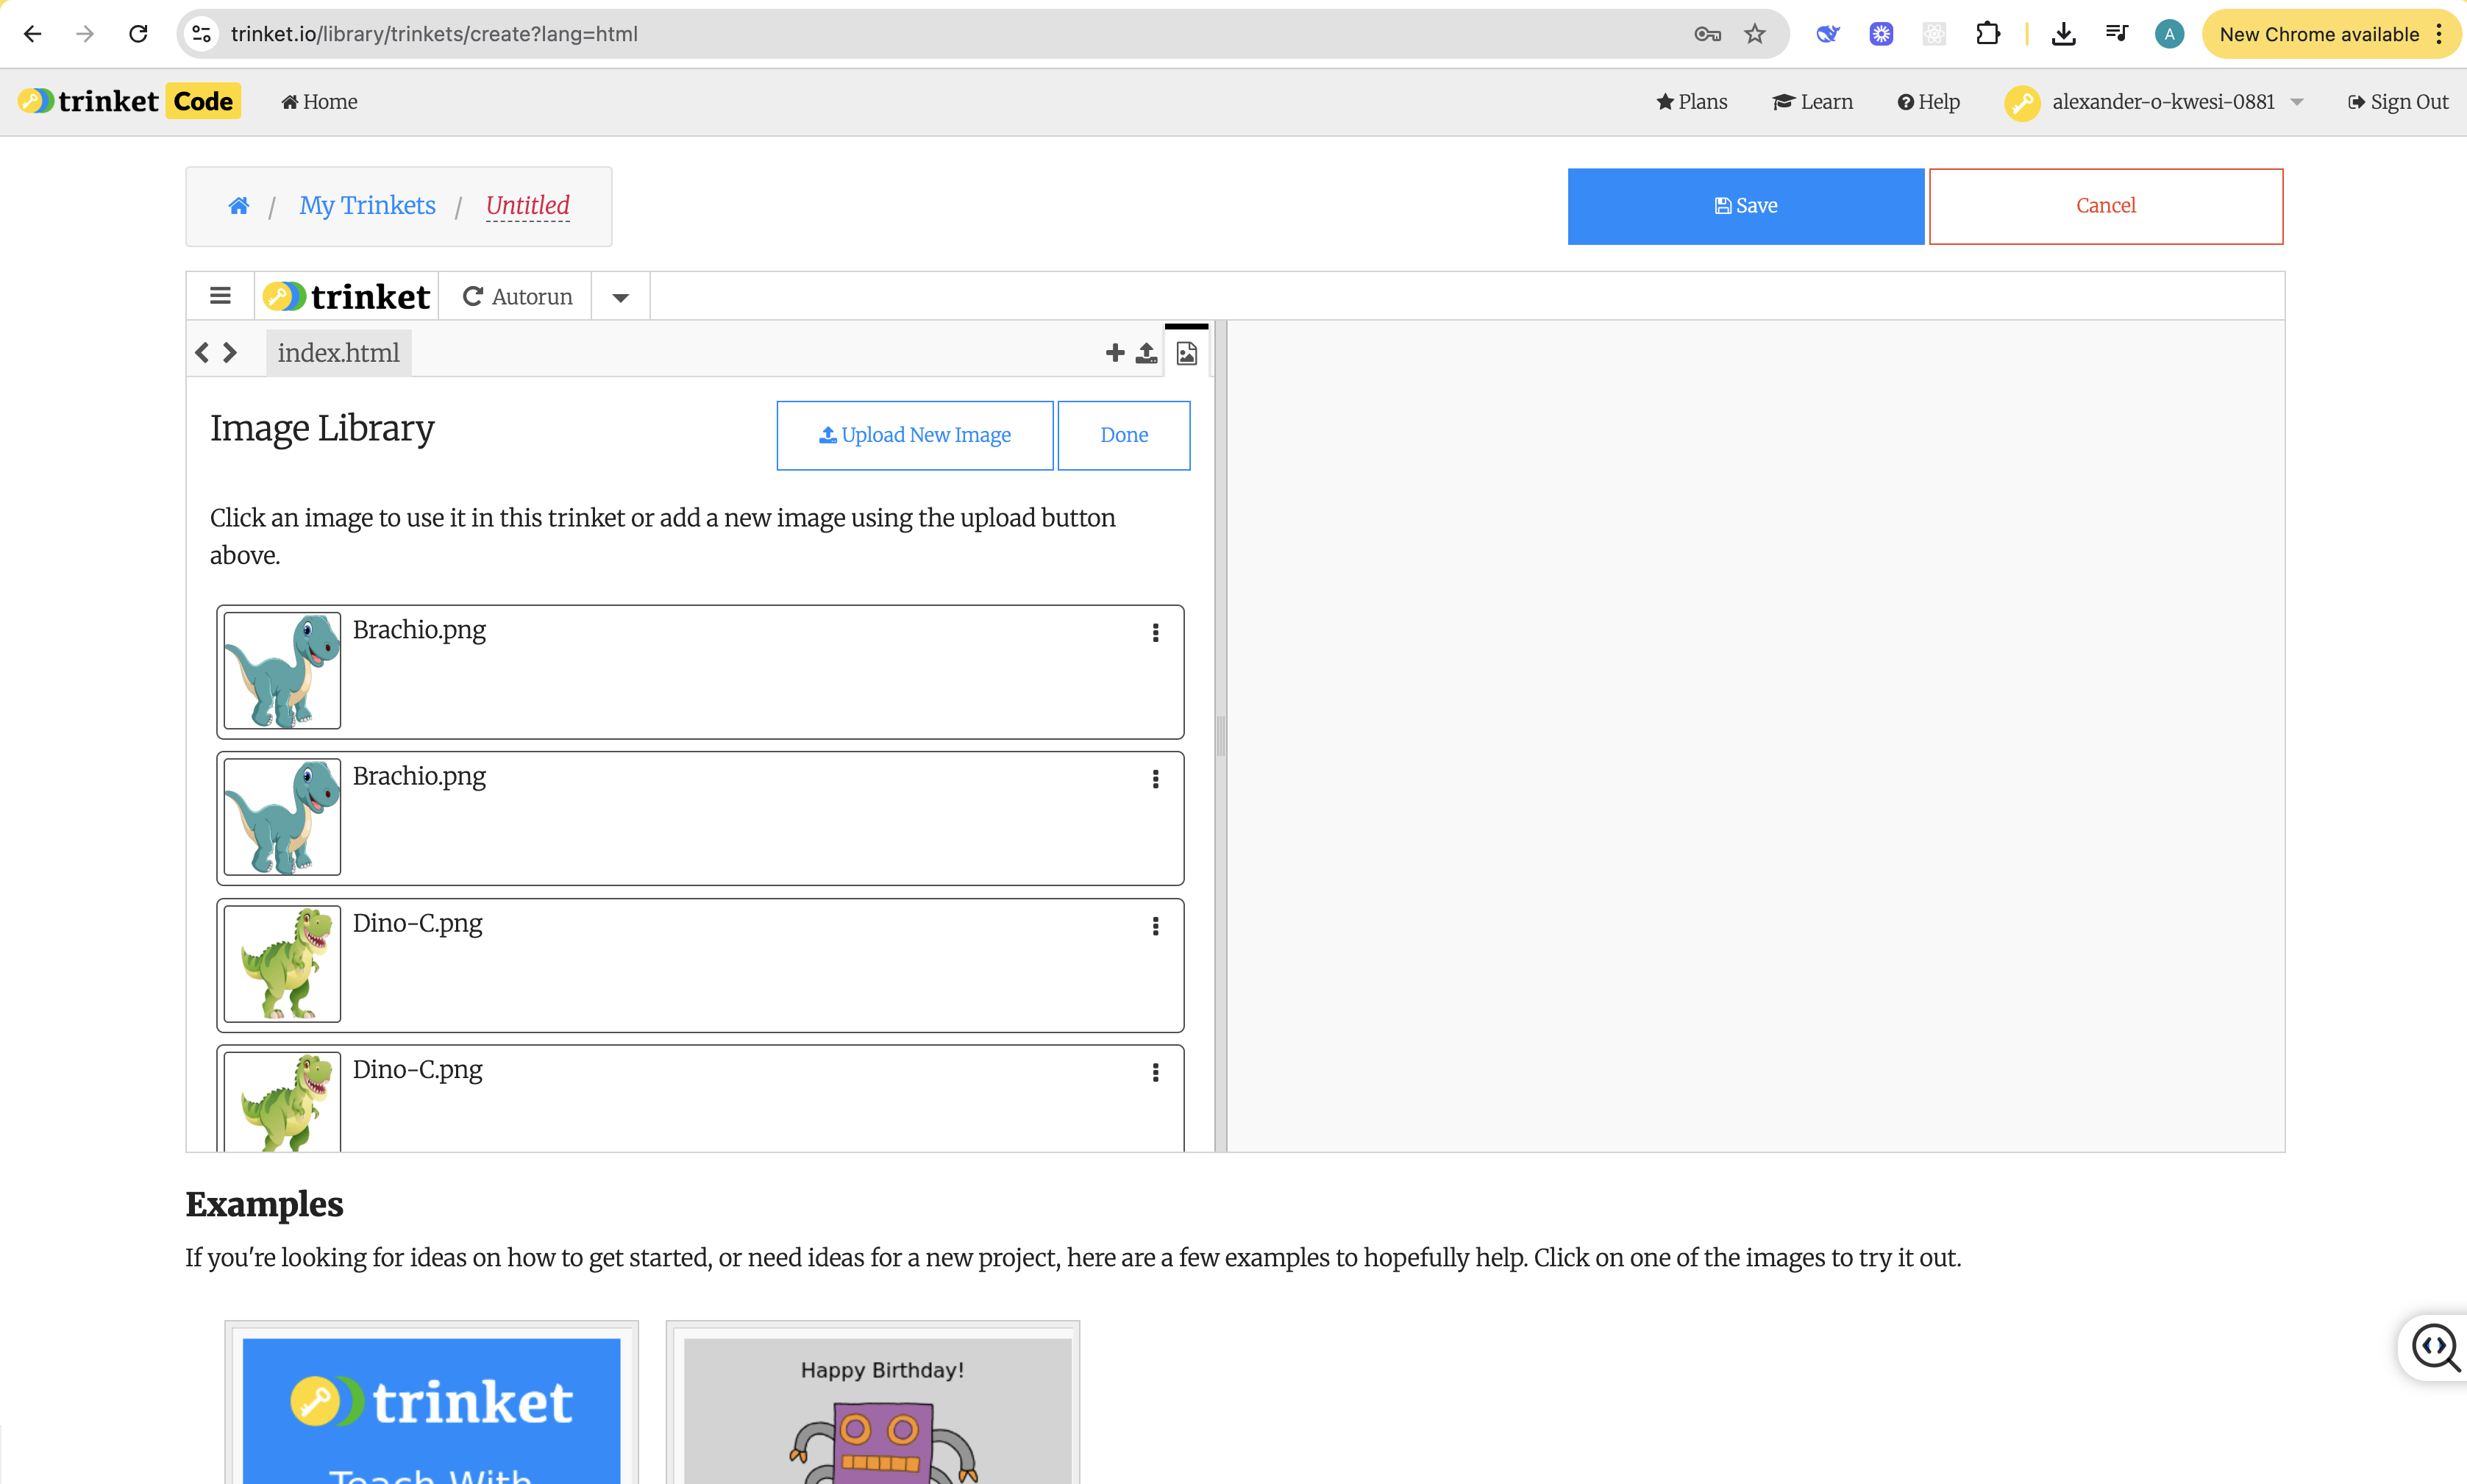 trinket.io/library/trinkets/create?lang=html
A
New Chrome available
trinket Code
Home
Plans
Learn
Help
alexander-o-kwesi-0881
Sign Out
/ My Trinkets / Untitled
Save
Cancel
trinket
Autorun
index.html
Image Library
Upload New Image
Done
Click an image to use it in this trinket or add a new image using the upload button
above.
Brachio.png
Brachio.png
Dino-C.png
Dino-C.png
Examples
If you're looking for ideas on how to get started, or need ideas for a new project, here are a few examples to hopefully help. Click on one of the images to try it out.
trinket
Teach With
Happy Birthday!